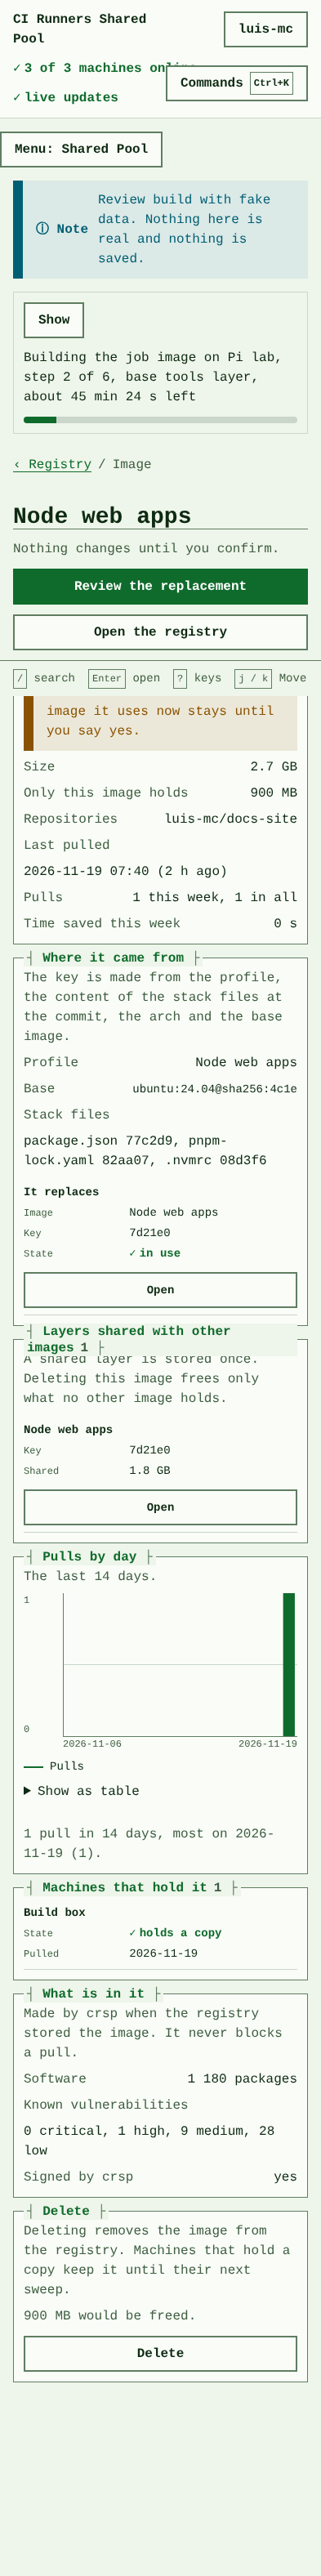 CI Runners Shared
Pool
luis-mc
✓ 3 of 3 machines
✓ live updates
Commands Ctrl+K
Menu: Shared Pool
ⓘ Note
Review build with fake
data. Nothing here is
real and nothing is
saved.
Show
Building the job image on Pi lab,
step 2 of 6, base tools layer,
about 45 min 24 s left
‹ Registry / Image
Node web apps
Nothing changes until you confirm.
Review the replacement
Open the registry
/ search Enter open ? keys j / k Move
image it uses now stays until
you say yes.
Size 2.7 GB
Only this image holds 900 MB
Repositories luis-mc/docs-site
Last pulled
2026-11-19 07:40 (2 h ago)
Pulls 1 this week, 1 in all
Time saved this week 0 s
┤ Where it came from ├
The key is made from the profile,
the content of the stack files at
the commit, the arch and the base
image.
Profile Node web apps
Base ubuntu:24.04@sha256:4c1e
Stack files
package.json 77c2d9, pnpm-
lock.yaml 82aa07, .nvmrc 08d3f6
It replaces
Image Node web apps
Key 7d21e0
State ✓ in use
Open
┤ Layers shared with other
images 1 ├
A shared layer is stored once.
Deleting this image frees only
what no other image holds.
Node web apps
Key 7d21e0
Shared 1.8 GB
Open
┤ Pulls by day ├
The last 14 days.
1
0
2026-11-06 2026-11-19
Pulls
▶ Show as table
1 pull in 14 days, most on 2026-
11-19 (1).
┤ Machines that hold it 1 ├
Build box
State ✓ holds a copy
Pulled 2026-11-19
┤ What is in it ├
Made by crsp when the registry
stored the image. It never blocks
a pull.
Software 1 180 packages
Known vulnerabilities
0 critical, 1 high, 9 medium, 28
low
Signed by crsp yes
┤ Delete ├
Deleting removes the image from
the registry. Machines that hold a
copy keep it until their next
sweep.
900 MB would be freed.
Delete